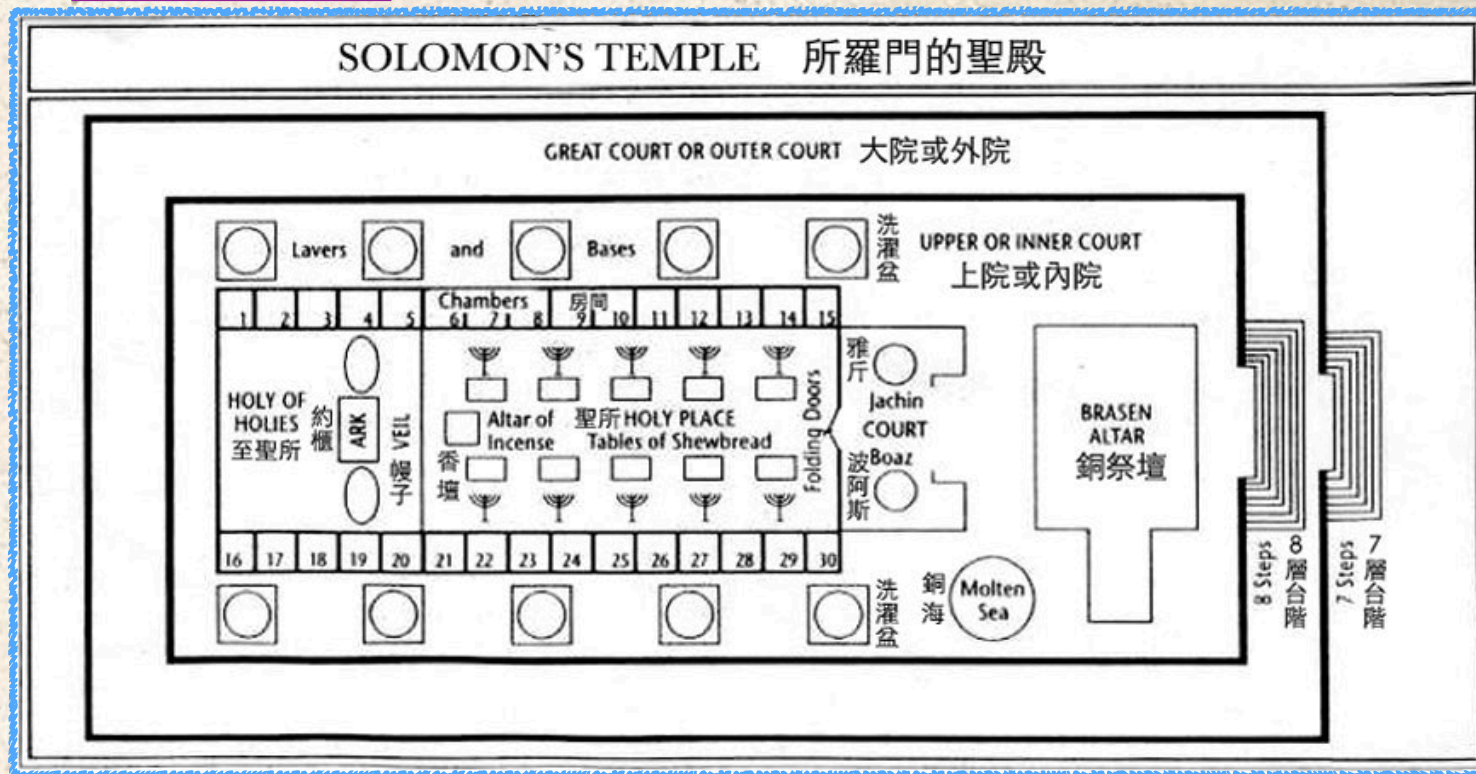 SOLOMON'S TEMPLE 所羅門的聖殿
GREAT COURT OR OUTER COURT 大院或外院
Lavers and Bases
洗濯盆
UPPER OR INNER COURT
上院或內院
Chambers 房間
1 2 3 4 5 6 7 8 9 10 11 12 13 14 15
HOLY OF
HOLIES
至聖所
約櫃
ARK
VEIL
幔子
Altar of
Incense
香壇
聖所 HOLY PLACE
Tables of Shewbread
Folding Doors
雅斤
Jachin
COURT
Boaz
波阿斯
BRASEN
ALTAR
銅祭壇
16 17 18 19 20 21 22 23 24 25 26 27 28 29 30
洗濯盆
銅海
Molten
Sea
8 Steps
8層台階
7 Steps
7層台階